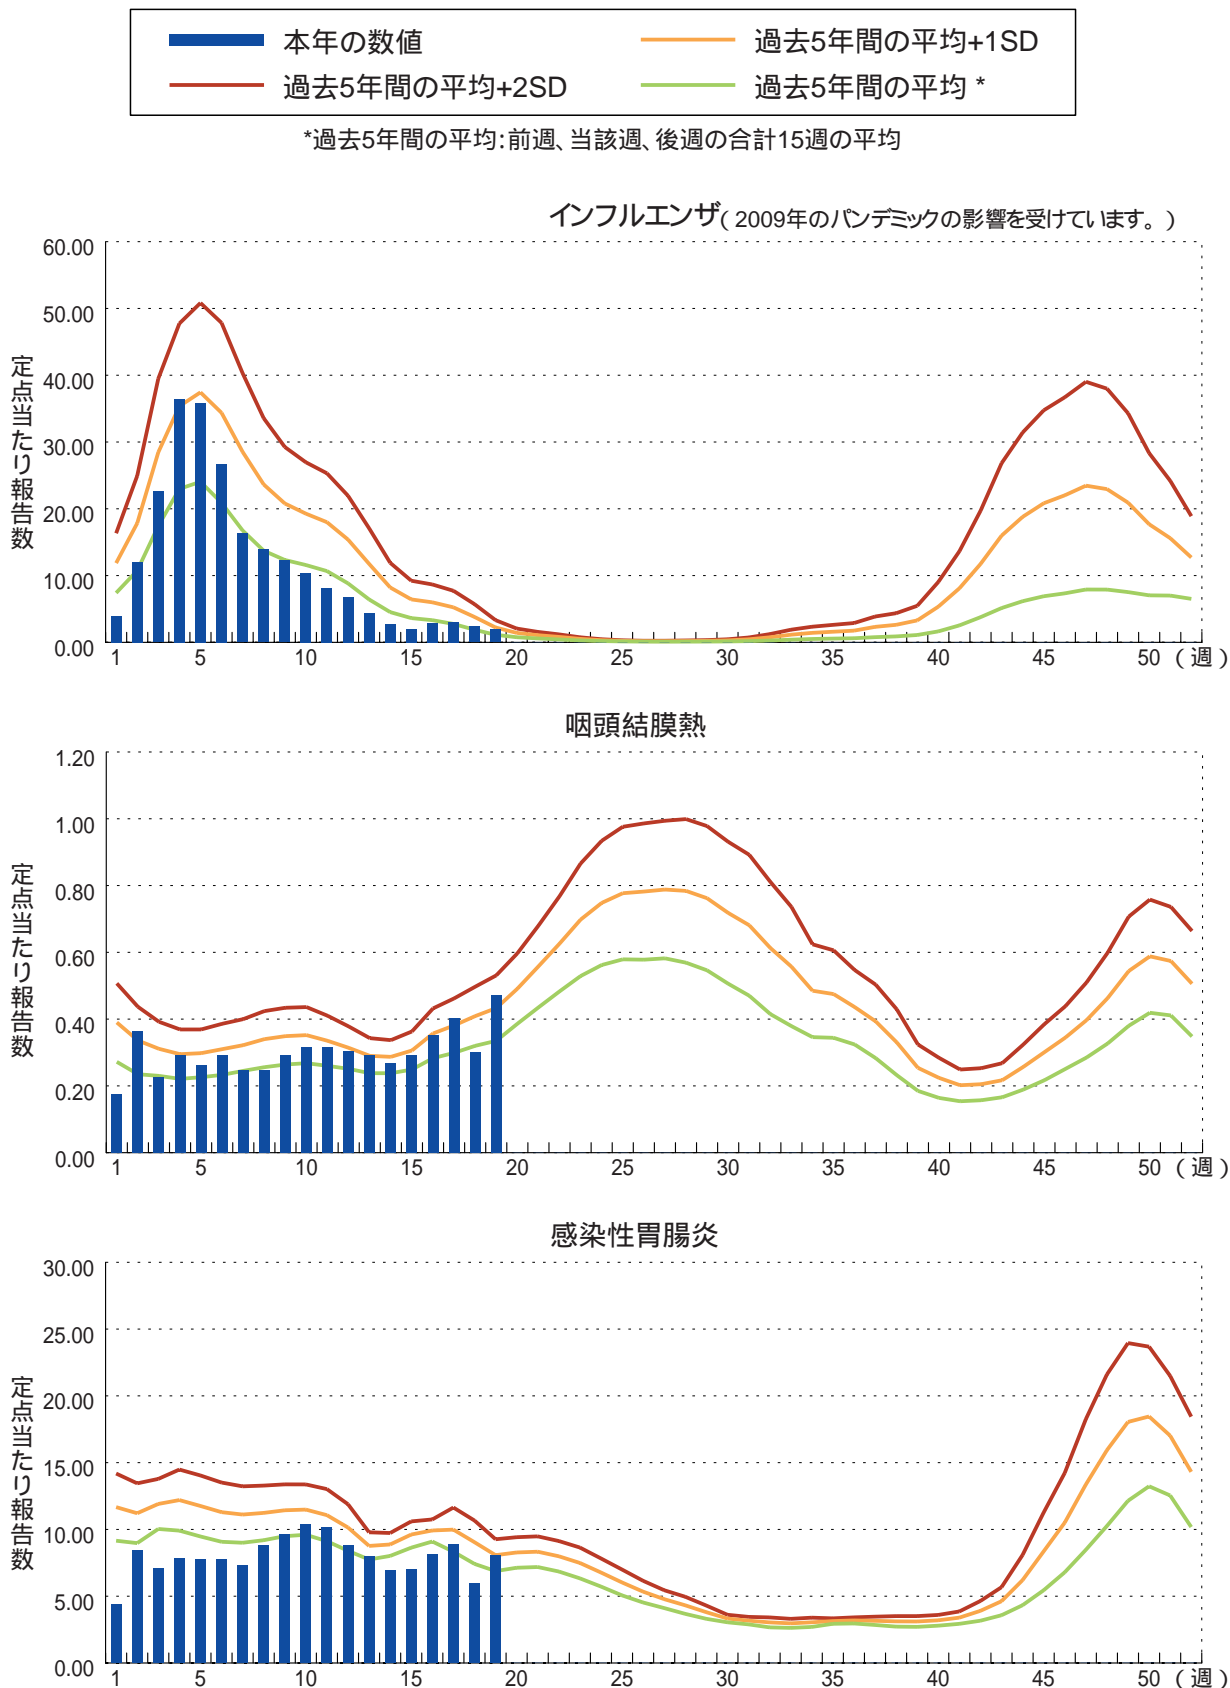 本年の数値
過去5年間の平均+1SD
過去5年間の平均+2SD
過去5年間の平均 *
*過去5年間の平均:前週、当該週、後週の合計15週の平均
インフルエンザ(2009年のパンデミックの影響を受けています。)
定点当たり報告数
60.00
50.00
40.00
30.00
20.00
10.00
0.00
1 5 10 15 20 25 30 35 40 45 50 (週)
咽頭結膜熱
定点当たり報告数
1.20
1.00
0.80
0.60
0.40
0.20
0.00
1 5 10 15 20 25 30 35 40 45 50 (週)
感染性胃腸炎
定点当たり報告数
30.00
25.00
20.00
15.00
10.00
5.00
0.00
1 5 10 15 20 25 30 35 40 45 50 (週)